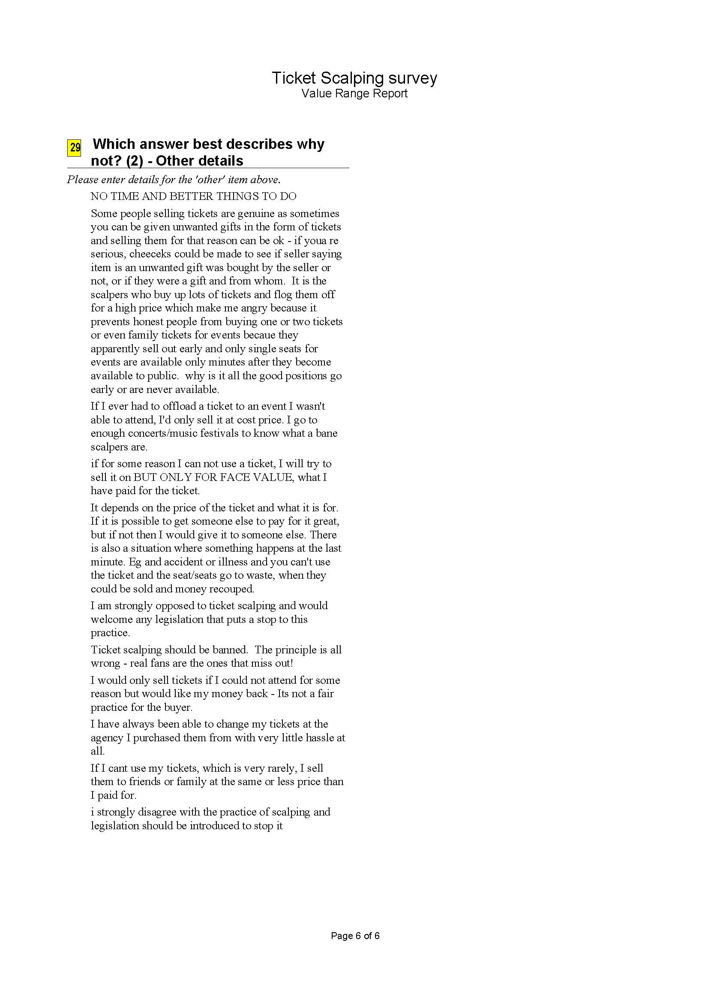 Ticket Scalping survey
Value Range Report
29 Which answer best describes why
not? (2) - Other details
Please enter details for the 'other' item above.
NO TIME AND BETTER THINGS TO DO
Some people selling tickets are genuine as sometimes
you can be given unwanted gifts in the form of tickets
and selling them for that reason can be ok - if youa re
serious, cheeceks could be made to see if seller saying
item is an unwanted gift was bought by the seller or
not, or if they were a gift and from whom.  It is the
scalpers who buy up lots of tickets and flog them off
for a high price which make me angry because it
prevents honest people from buying one or two tickets
or even family tickets for events becaue they
apparently sell out early and only single seats for
events are available only minutes after they become
available to public.  why is it all the good positions go
early or are never available.
If I ever had to offload a ticket to an event I wasn't
able to attend, I'd only sell it at cost price. I go to
enough concerts/music festivals to know what a bane
scalpers are.
if for some reason I can not use a ticket, I will try to
sell it on BUT ONLY FOR FACE VALUE, what I
have paid for the ticket.
It depends on the price of the ticket and what it is for.
If it is possible to get someone else to pay for it great,
but if not then I would give it to someone else. There
is also a situation where something happens at the last
minute. Eg and accident or illness and you can't use
the ticket and the seat/seats go to waste, when they
could be sold and money recouped.
I am strongly opposed to ticket scalping and would
welcome any legislation that puts a stop to this
practice.
Ticket scalping should be banned.  The principle is all
wrong - real fans are the ones that miss out!
I would only sell tickets if I could not attend for some
reason but would like my money back - Its not a fair
practice for the buyer.
I have always been able to change my tickets at the
agency I purchased them from with very little hassle at
all.
If I cant use my tickets, which is very rarely, I sell
them to friends or family at the same or less price than
I paid for.
i strongly disagree with the practice of scalping and
legislation should be introduced to stop it
Page 6 of 6